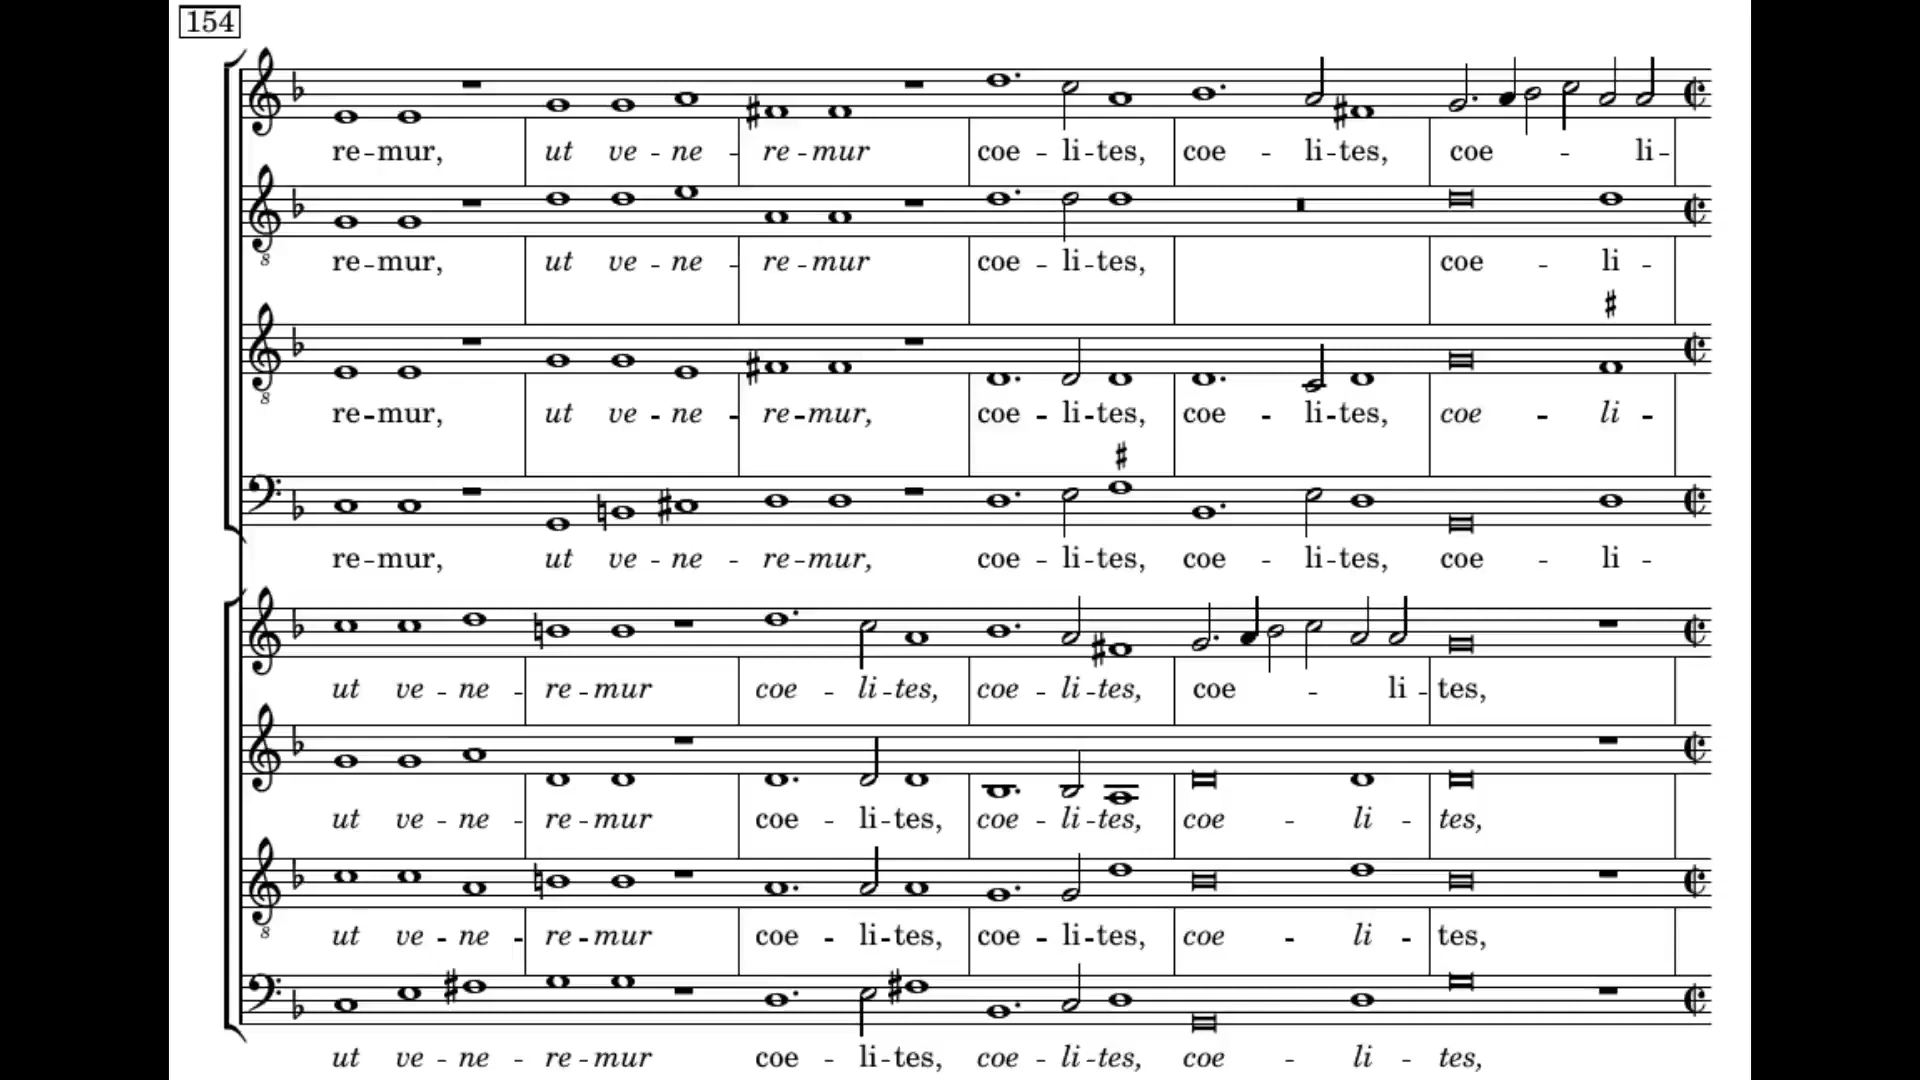 154
re-mur, ut ve - ne - re-mur coe - li-tes, coe - li-tes, coe - li-
8
re-mur, ut ve - ne - re-mur coe - li-tes, coe - li -
8
re-mur, ut ve - ne - re-mur, coe - li-tes, coe - li-tes, coe - li -
re-mur, ut ve - ne - re-mur, coe - li-tes, coe - li-tes, coe - li -
ut ve - ne - re-mur coe - li-tes, coe - li-tes, coe - li-tes,
ut ve - ne - re-mur coe - li-tes, coe - li-tes, coe - li - tes,
8
ut ve - ne - re-mur coe - li-tes, coe - li-tes, coe - li - tes,
ut ve - ne - re-mur coe - li-tes, coe - li-tes, coe - li - tes,